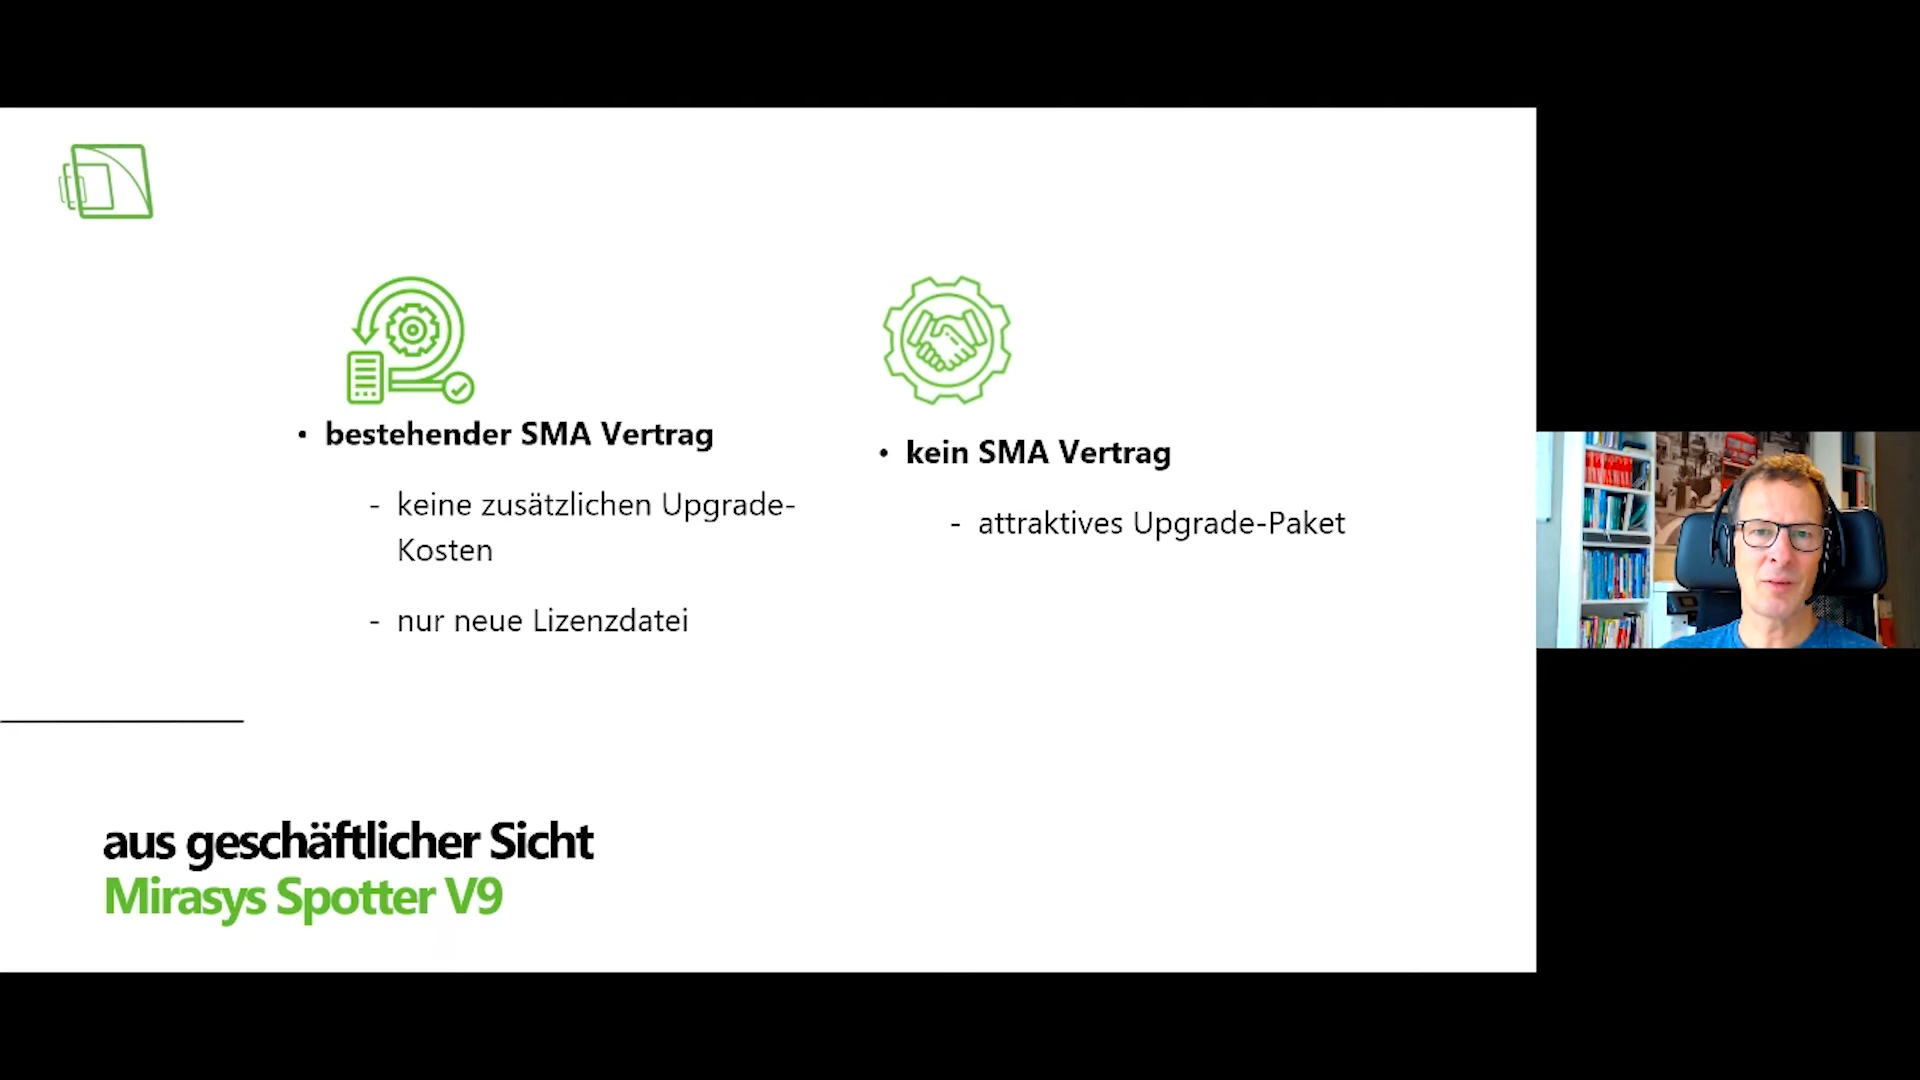 • bestehender SMA Vertrag
- keine zusätzlichen Upgrade-
Kosten
- nur neue Lizenzdatei
• kein SMA Vertrag
- attraktives Upgrade-Paket
aus geschäftlicher Sicht
Mirasys Spotter V9